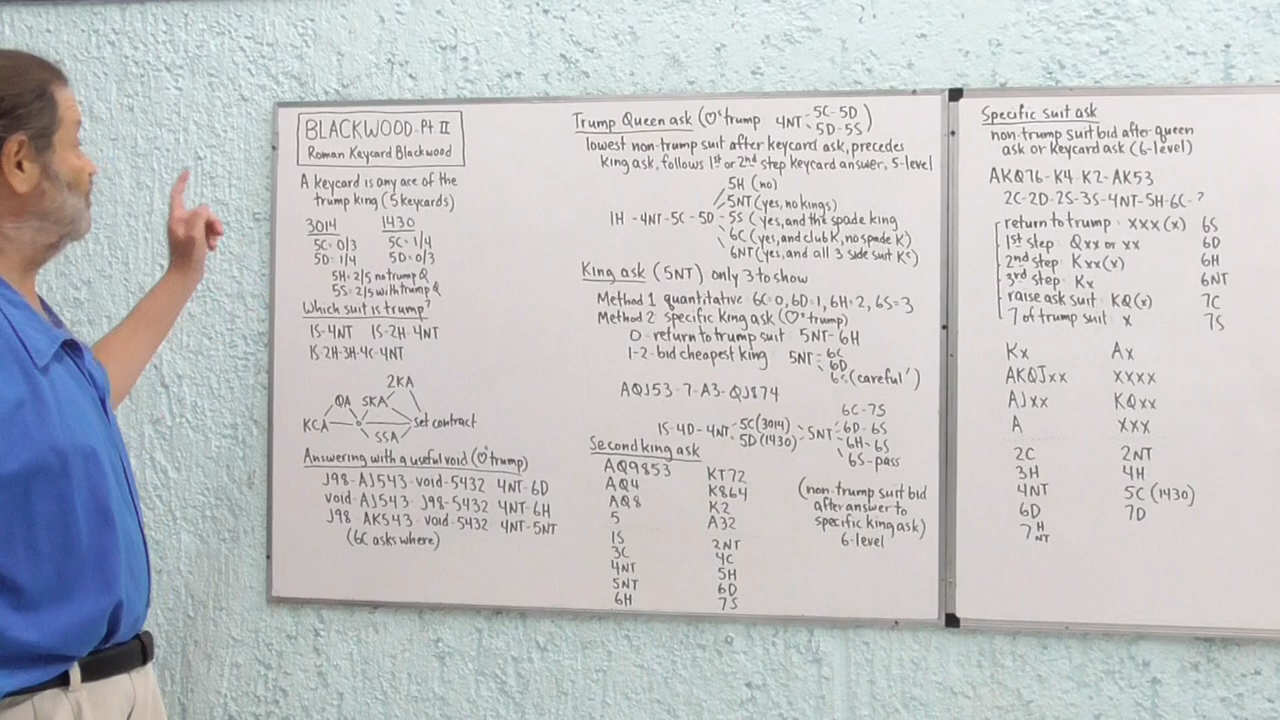 BLACKWOOD-Pt II
Roman Keycard Blackwood
A keycard is any ace of the
trump king (5 keycards)
3014 1430
5C: 0/3 5C: 1/4
5D: 1/4 5D: 0/3
5H: 2/5 no trump Q
5S: 2/5 with trump Q
Which suit is trump?
1S-4NT 1S-2H-4NT
1S-2H-3H-4C-4NT
2KA
QA SKA
KCA Set contract
SSA
Answering with a useful void (♡ trump)
J98-AJ543-void-5432 4NT-6D
void-AJ543-J98-5432 4NT-6H
J98-AK543-void-5432 4NT-5NT
(6C asks where)
Trump Queen ask (♡s trump 4NT 5C-5D
5D-5S)
lowest non-trump suit after keycard ask, precedes
King ask, follows 1st or 2nd step keycard answer, 5-level
5H (no)
5NT (yes, no kings)
1H-4NT-5C-5D-5S (yes, and the spade king
6C (yes, and club K, no spade K)
6NT (yes, and all 3 side suit Ks)
King ask (5NT) only 3 to show
Method 1 quantitative 6C=0, 6D=1, 6H=2, 6S=3
Method 2 specific King ask (♡s trump)
0-return to trump suit 5NT-6H
1-2-bid cheapest king 5NT 6C
6D
6S (careful!)
AQJ53-7-A3-QJ874
6C-7S
1S-4D-4NT 5C (3014) 5NT 6D-6S
5D (1430) 6H-6S
6S-pass
Second king ask
AQ9853 KT72
AQ4 K864
AQ8 K2
5 A32
1S 2NT
3C 4C
4NT 5H
5NT 6D
6H 7S
(non-trump suit bid
after answer to
specific king ask)
6-level
Specific suit ask
non-trump suit bid after queen
ask or keycard ask (6-level)
AKQ76-K4-K2-AK53
2C-2D-2S-3S-4NT-5H-6C-?
return to trump: xxx(x) 6S
1st step Qxx or xx 6D
2nd step Kxx(x) 6H
3rd step: Kx 6NT
raise ask suit: KQ(x) 7C
7 of trump suit: x 7S
Kx Ax
AKQJxx xxxx
AJxx KQxx
A xxx
2C 2NT
3H 4H
4NT 5C (1430)
6D 7D
7 H
NT